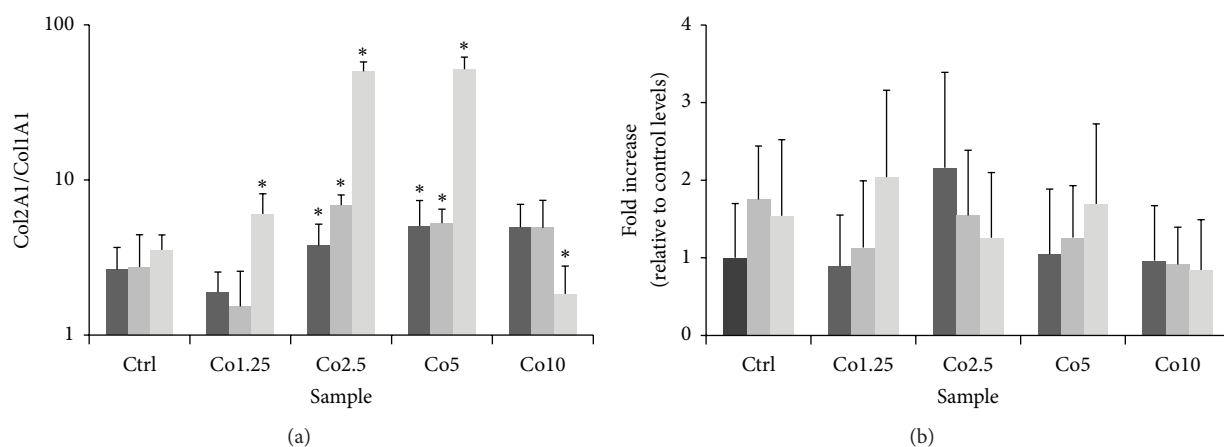 100
10
1
Col2A1/Col1A1
*
*
*
*
*
*
*
*
Ctrl
Co1.25
Co2.5
Co5
Co10
Sample
(a)
4
3
2
1
0
Fold increase
(relative to control levels)
Ctrl
Co1.25
Co2.5
Co5
Co10
Sample
(b)